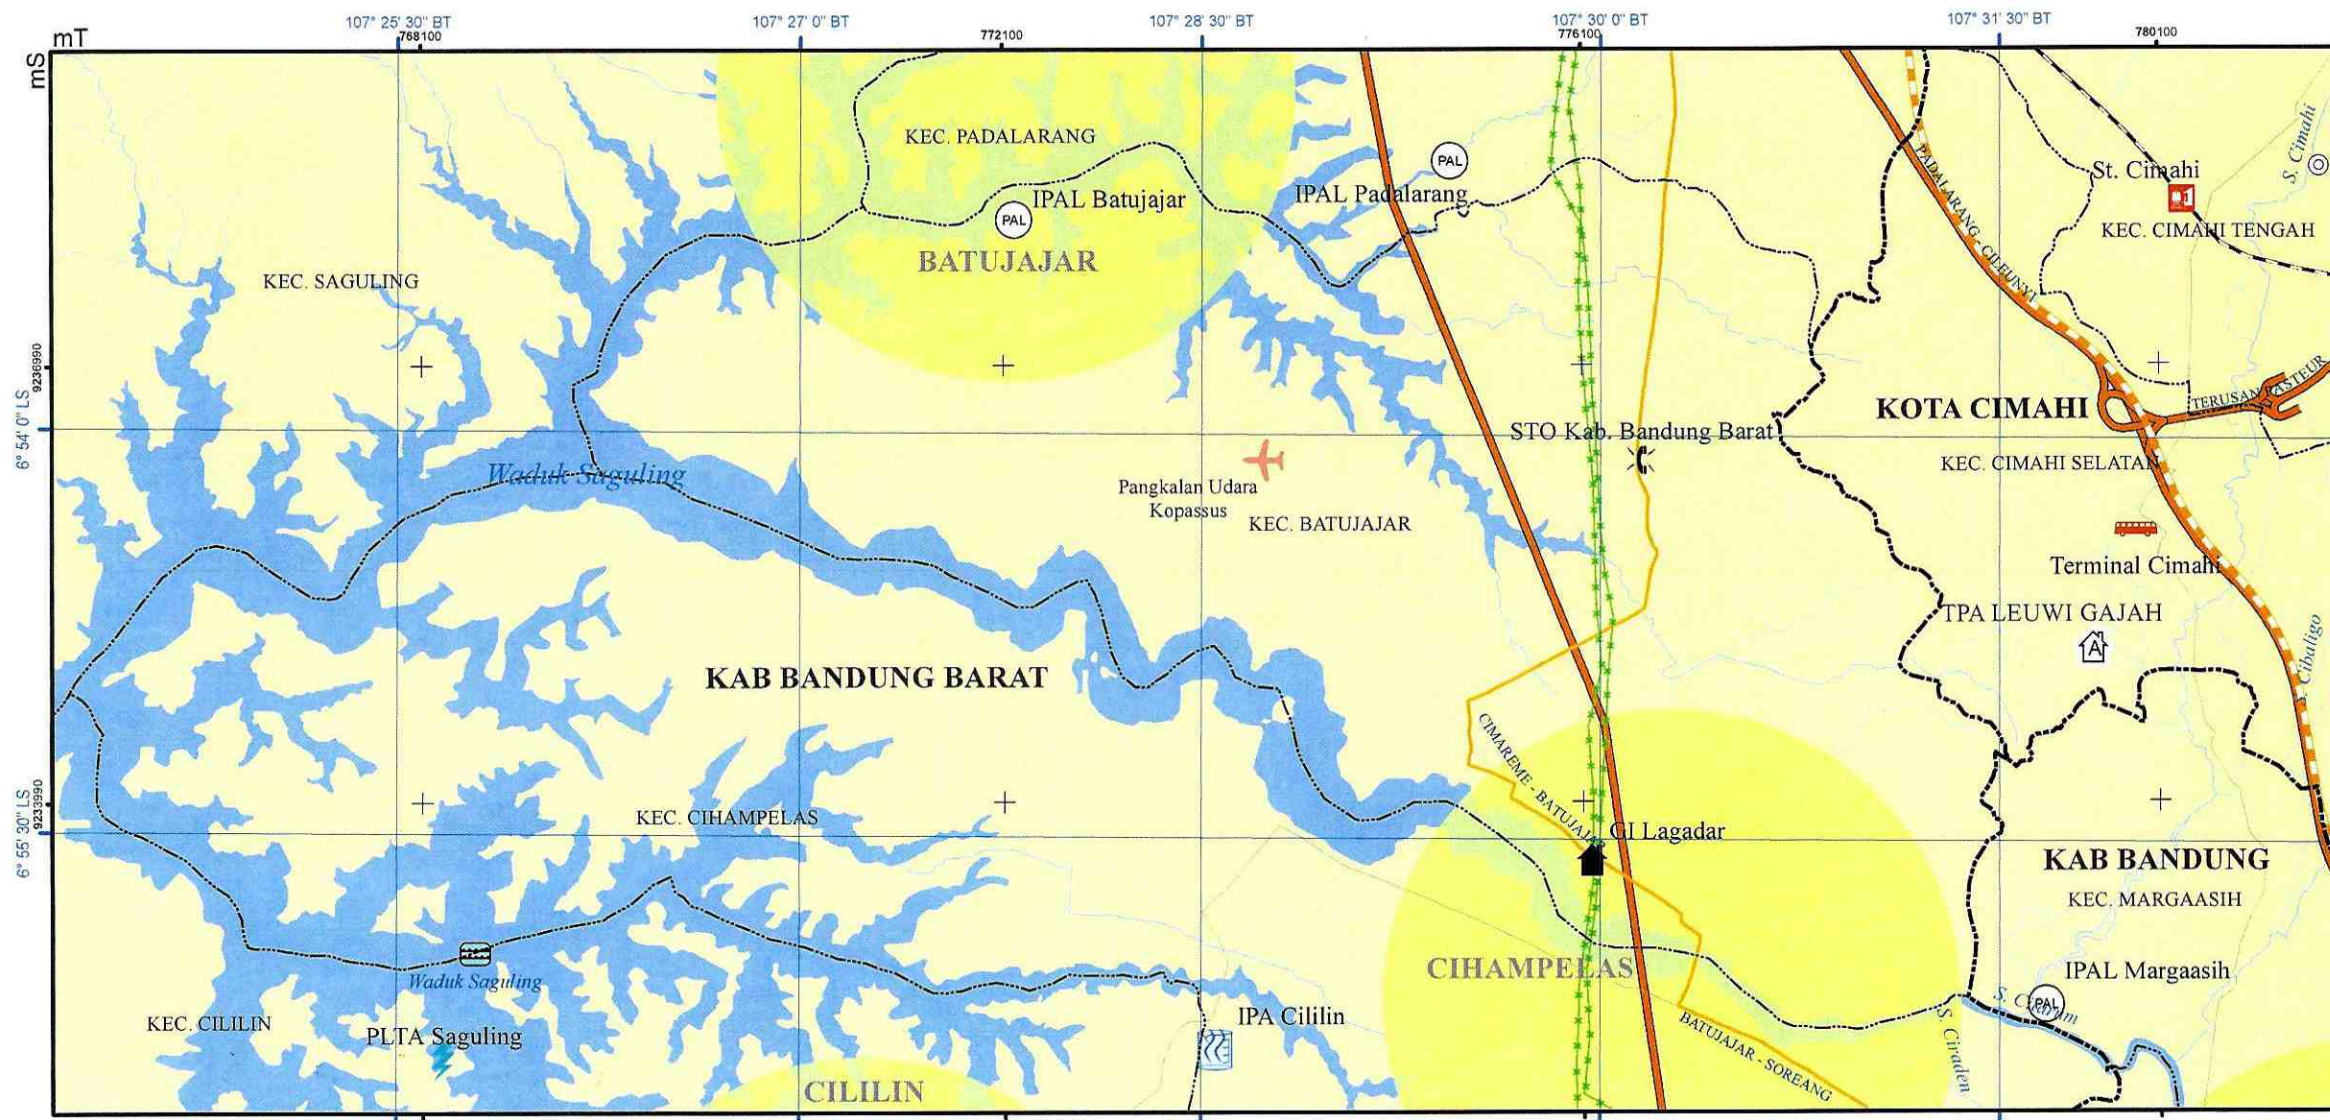 107° 25' 30" BT
107° 27' 0" BT
107° 28' 30" BT
107° 30' 0" BT
107° 31' 30" BT
mT
768100
772100
776100
780100
mS
KEC. PADALARANG
PAL
IPAL Padalarang
PADALARANG - CILEUNYI
St. Cimahi
S. Cimahi
IPAL Batujajar
PAL
KEC. CIMAHI TENGAH
BATUJAJAR
KEC. SAGULING
9236990
6° 54' 0" LS
KOTA CIMAHI
TERUSAN PASTEUR
STO Kab. Bandung Barat
KEC. CIMAHI SELATAN
Waduk Saguling
Pangkalan Udara
Kopassus
KEC. BATUJAJAR
Terminal Cimahi
TPA LEUWI GAJAH
A
S. Cibaligo
KAB BANDUNG BARAT
CIMAREME - BATUJAJAR
9233990
6° 55' 30" LS
KEC. CIHAMPELAS
GI Lagadar
KAB BANDUNG
KEC. MARGAASIH
CIHAMPELAS
IPAL Margaasih
Waduk Saguling
PAL
S. Citarum
KEC. CILILIN
PLTA Saguling
IPA Cililin
BATUJAJAR - SOREANG
S. Ciraden
CILILIN